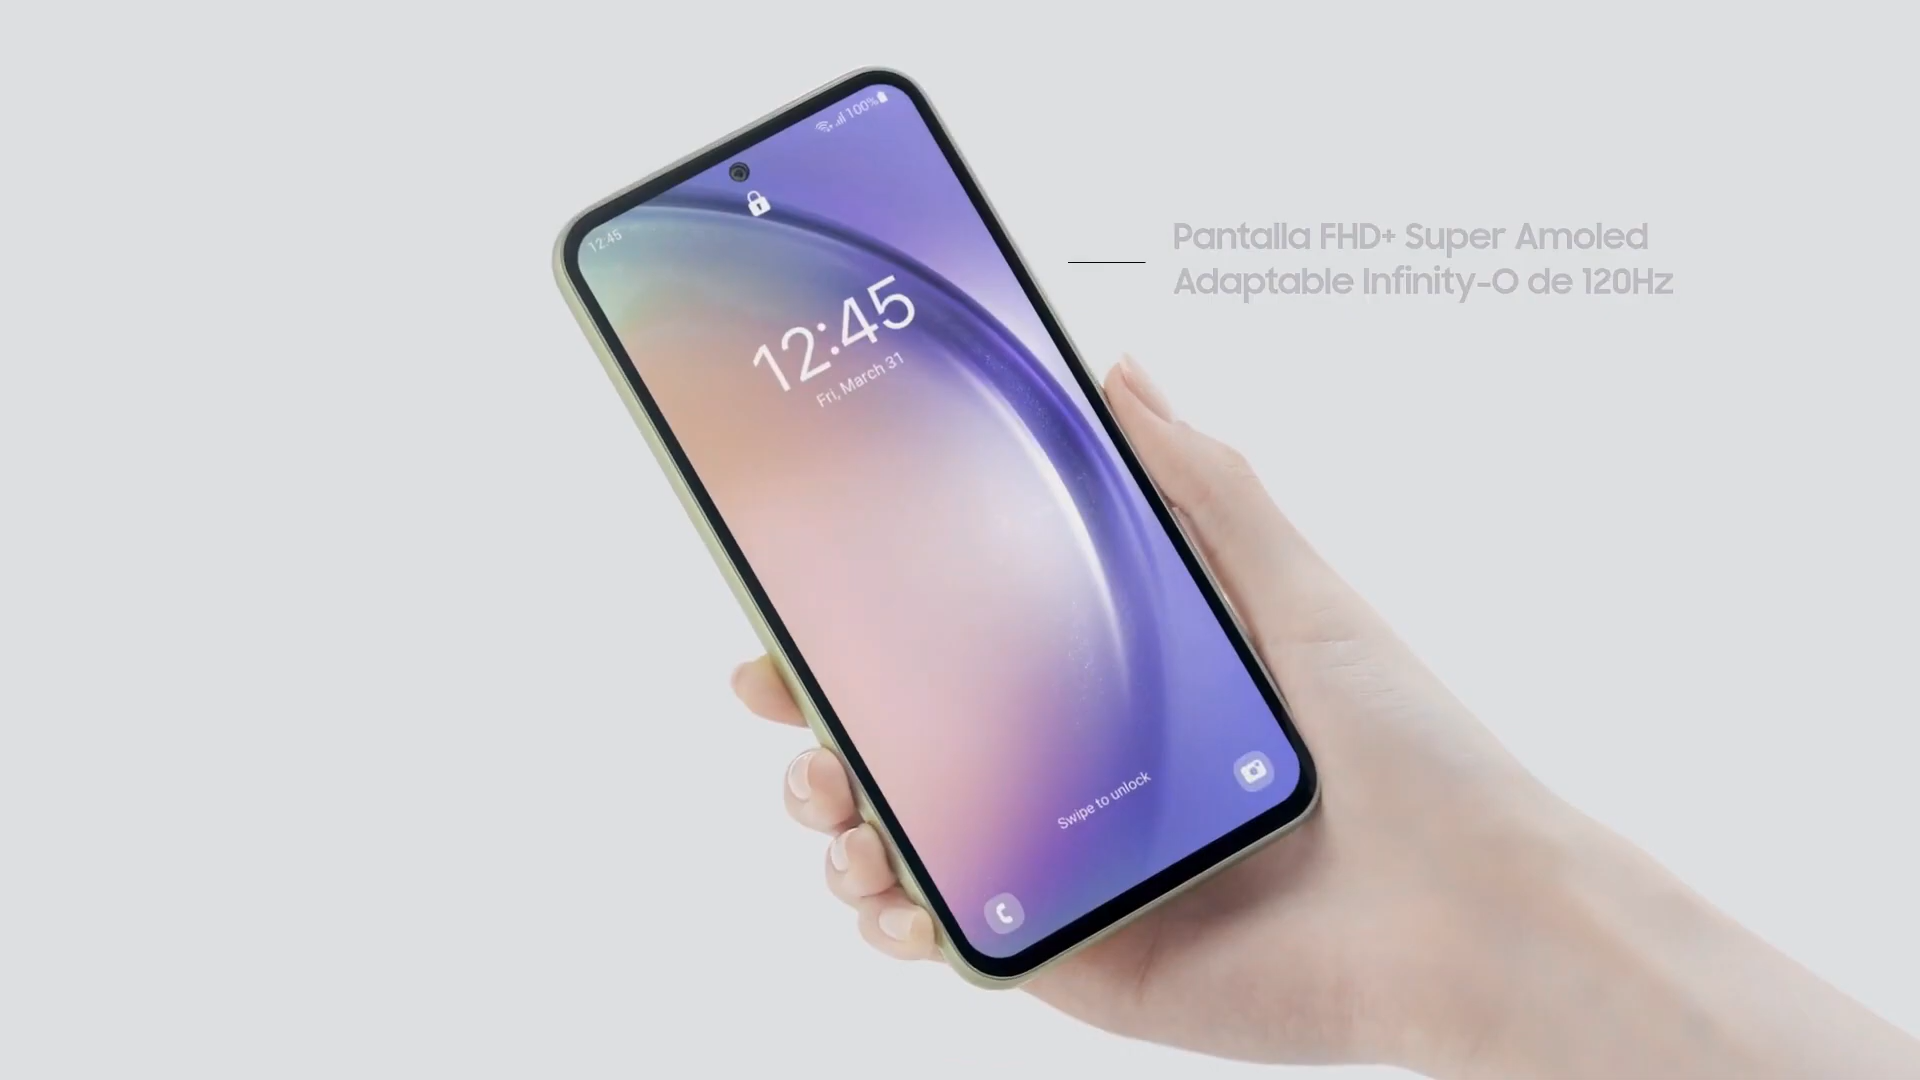 100%
12:45
12:45
Fri, March 31
Pantalla FHD+ Super Amoled
Adaptable Infinity-O de 120Hz
Swipe to unlock